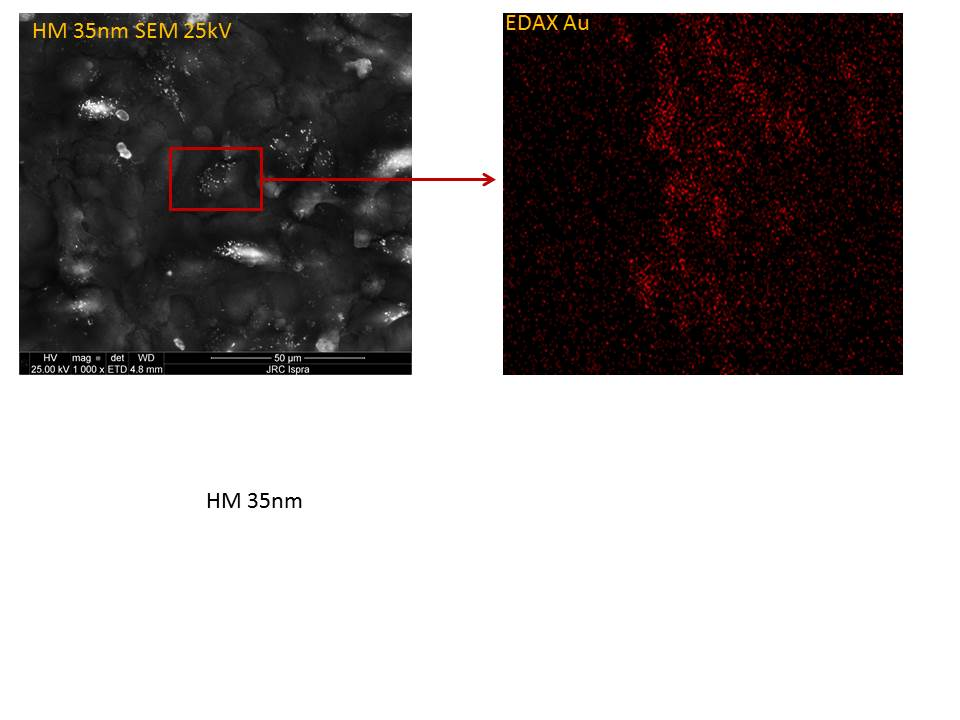 HM 35nm SEM 25kV
EDAX Au
HV mag det WD 50 µm
25.00 kV 1 000 x ETD 4.8 mm JRC Ispra
HM 35nm